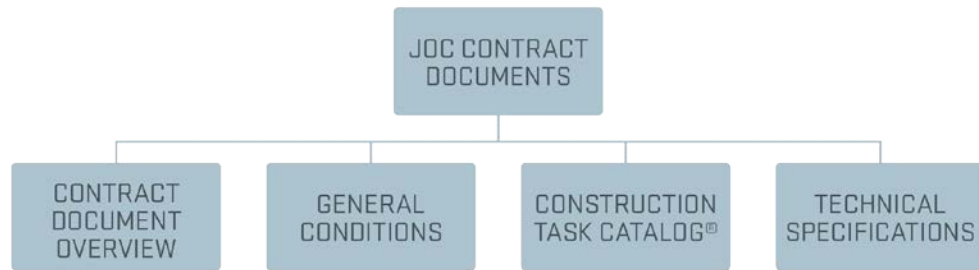 JOC CONTRACT
DOCUMENTS
CONTRACT
DOCUMENT
OVERVIEW
GENERAL
CONDITIONS
CONSTRUCTION
TASK CATALOG®
TECHNICAL
SPECIFICATIONS